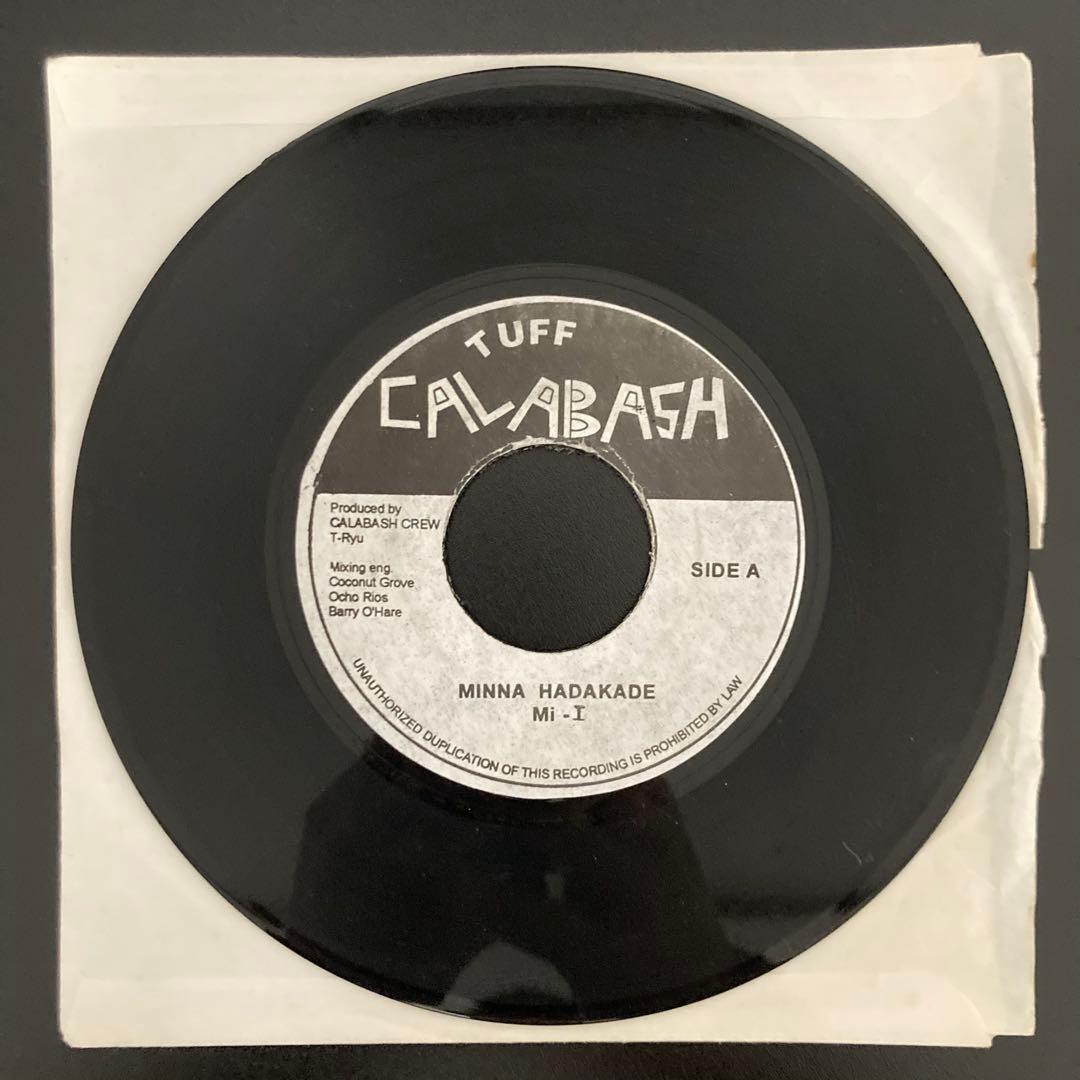 TUFF
CALABASH
Produced by
CALABASH CREW
T-Ryu
Mixing eng.
Coconut Grove
Ocho Rios
Barry O'Hare
SIDE A
MINNA HADAKADE
Mi -I
UNAUTHORIZED DUPLICATION OF THIS RECORDING IS PROHIBITED BY LAW